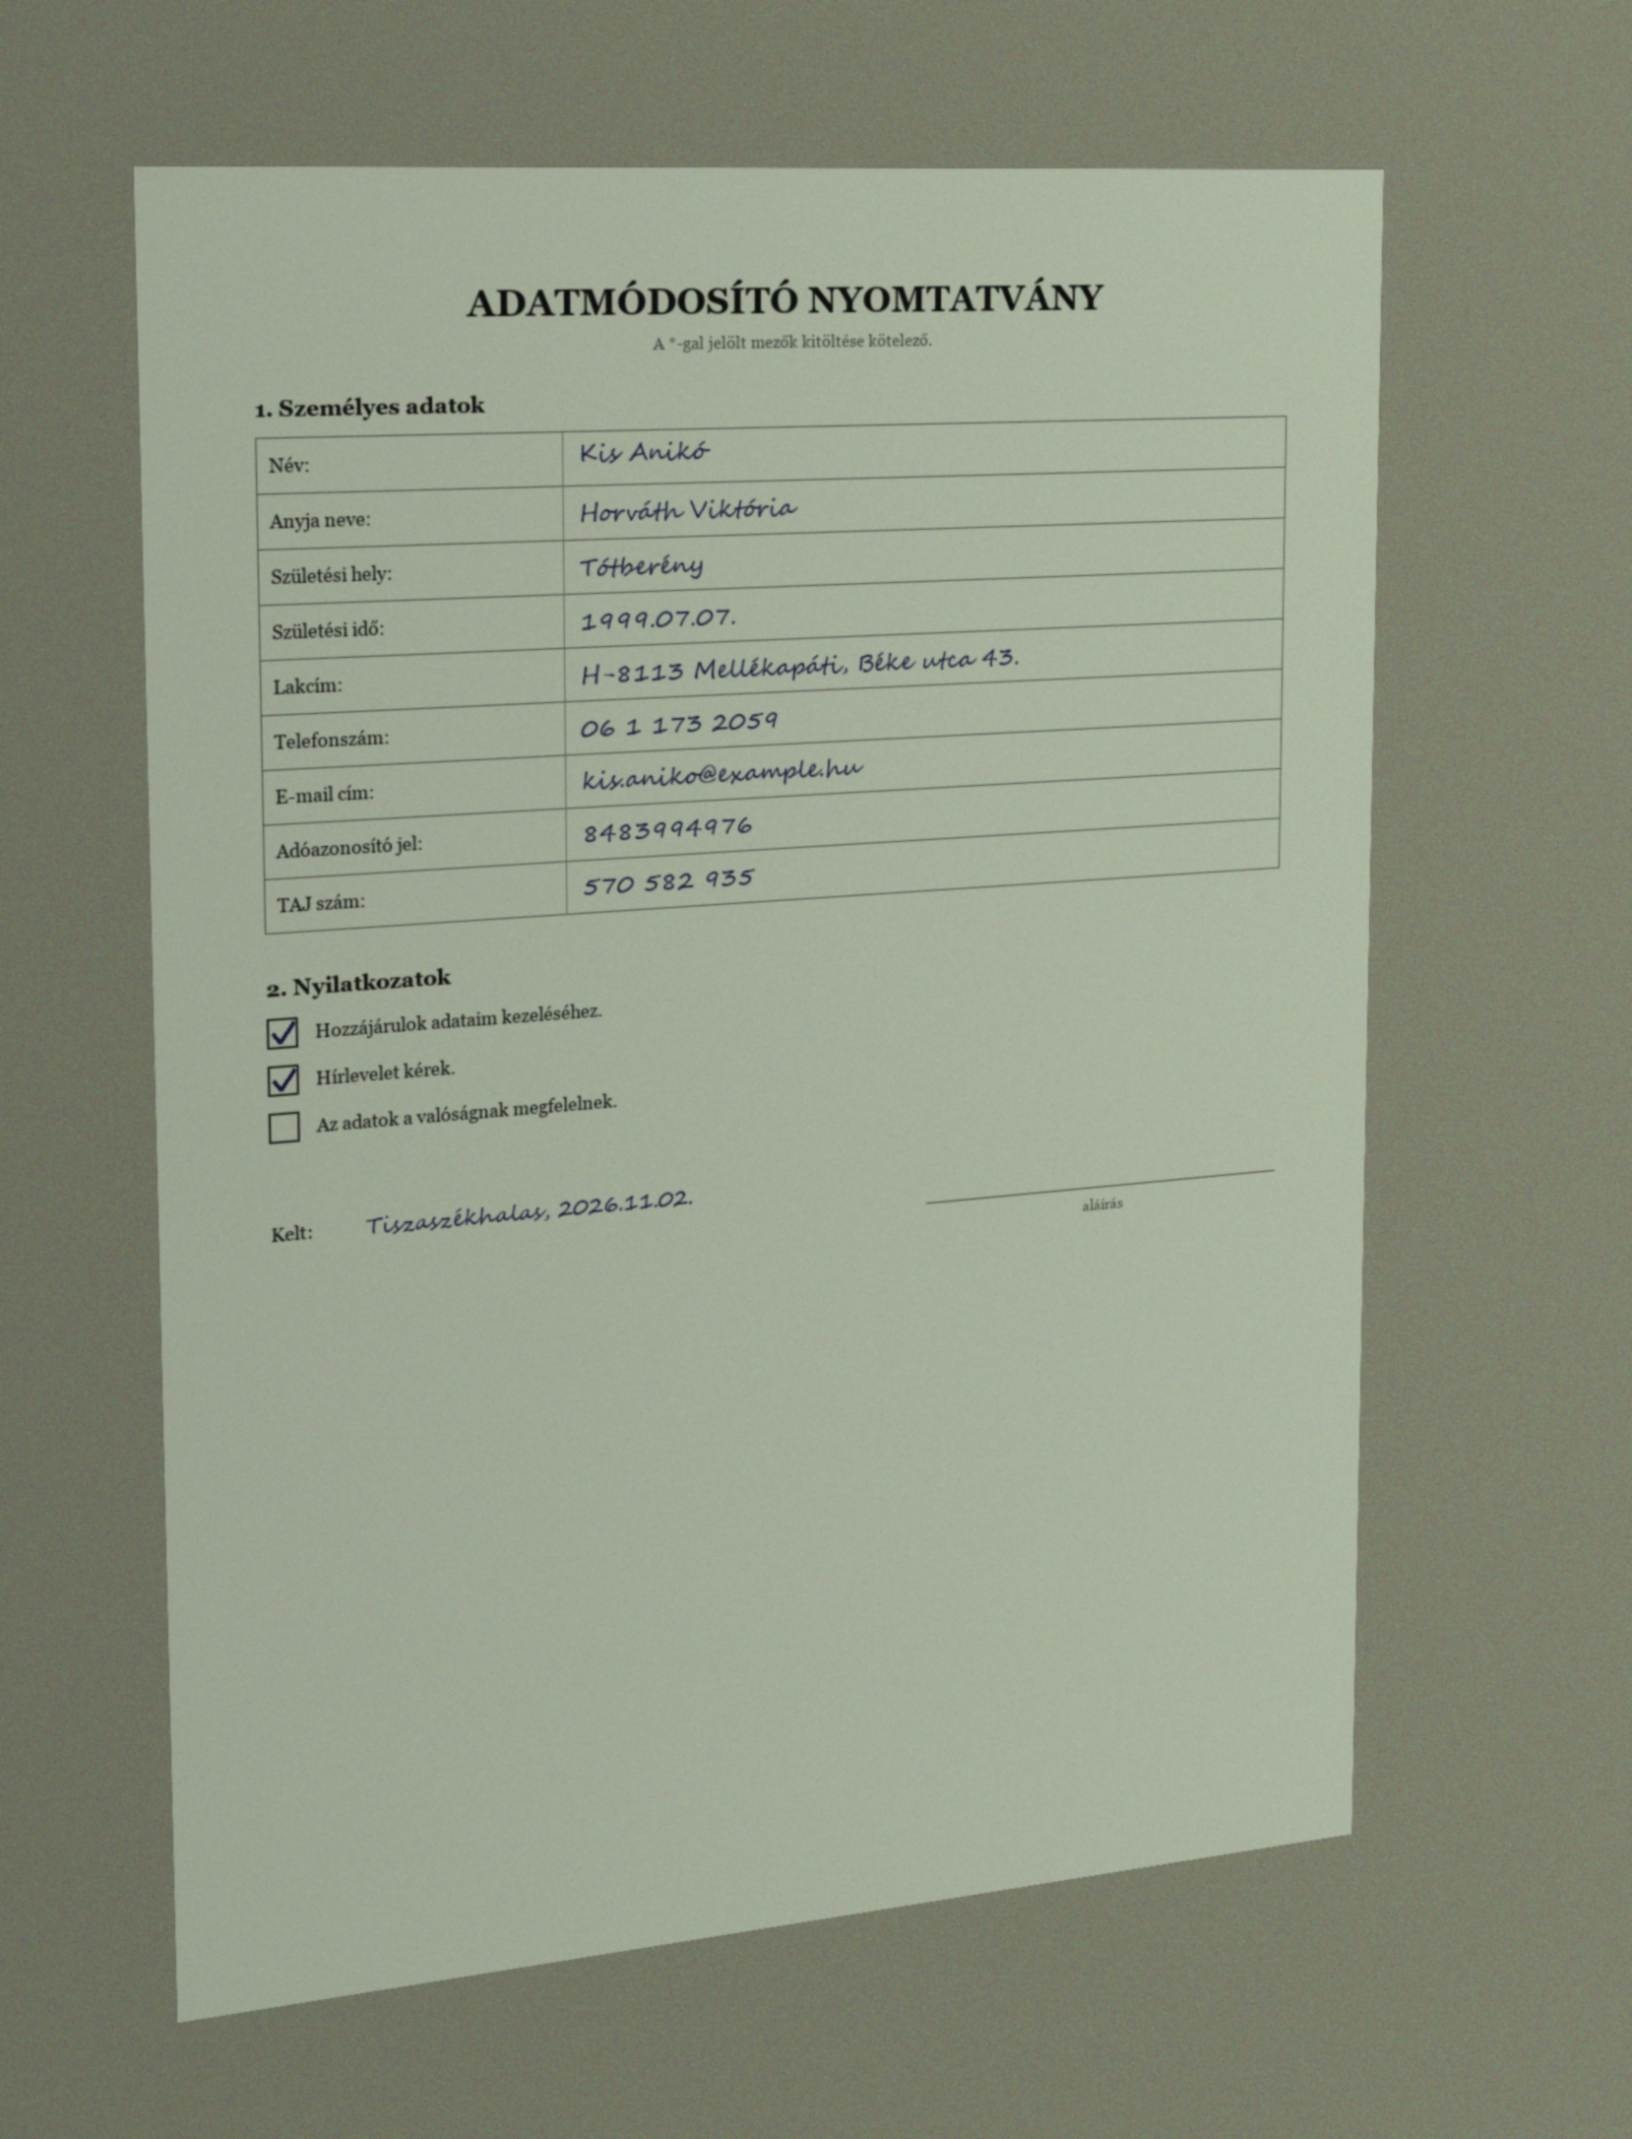 ADATMÓDOSÍTÓ NYOMTATVÁNY
A *-gal jelölt mezők kitöltése kötelező.
1. Személyes adatok
Név: Kis Anikó
Anyja neve: Horváth Viktória
Születési hely: Tótberény
Születési idő: 1999.07.07.
Lakcím: H-8113 Mellékapáti, Béke utca 43.
Telefonszám: 06 1 173 2059
E-mail cím: kis.aniko@example.hu
Adóazonosító jel: 8483994976
TAJ szám: 570 582 935
2. Nyilatkozatok
Hozzájárulok adataim kezeléséhez.
Hírlevelet kérek.
Az adatok a valóságnak megfelelnek.
Kelt: Tiszaszékhalas, 2026.11.02.
aláírás